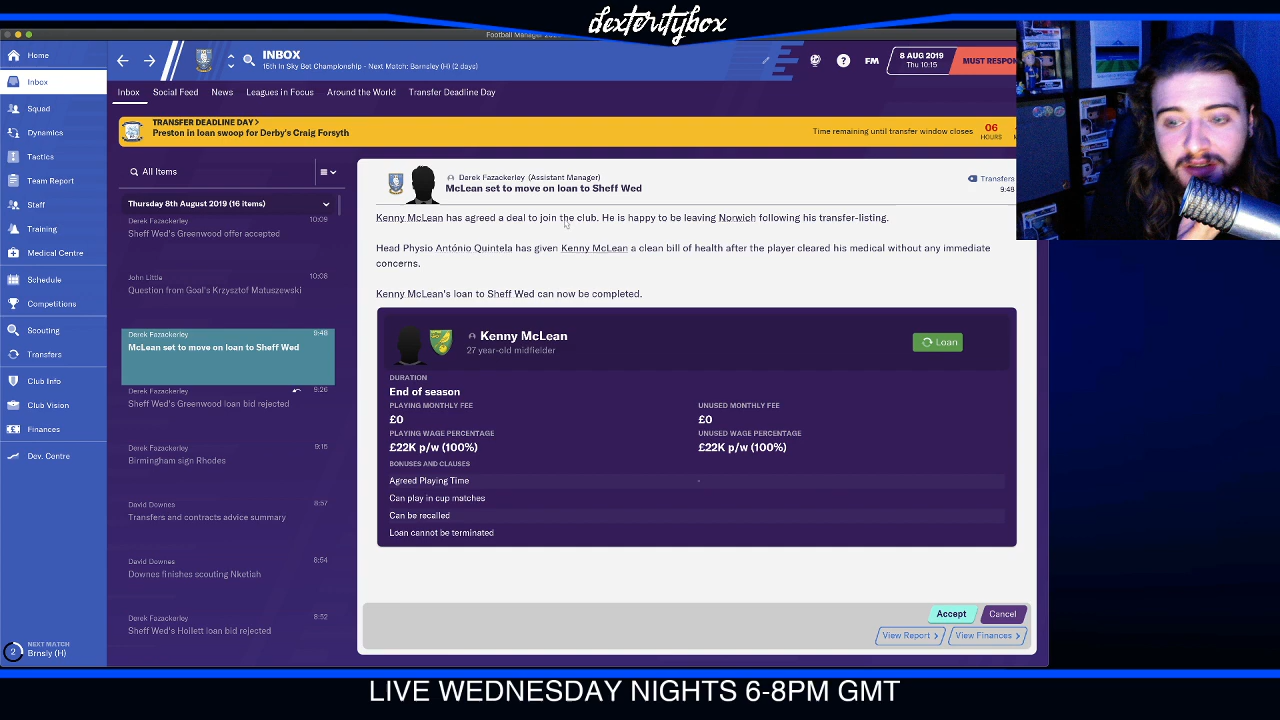 dexteritybox
Football Manager 20
Home
Inbox
Squad
Dynamics
Tactics
Team Report
Staff
Training
Medical Centre
Schedule
Competitions
Scouting
Transfers
Club Info
Club Vision
Finances
Dev. Centre
2
NEXT MATCH
Brnsly (H)
INBOX
15th in Sky Bet Championship - Next Match: Barnsley (H) (2 days)
FM
8 AUG 2019
Thu 10:15
MUST RESPON
Inbox
Social Feed
News
Leagues in Focus
Around the World
Transfer Deadline Day
TRANSFER DEADLINE DAY >
Preston in loan swoop for Derby's Craig Forsyth
Time remaining until transfer window closes
06
HOURS
All Items
Thursday 8th August 2019 (16 items)
Derek Fazackerley
10:09
Sheff Wed's Greenwood offer accepted
John Little
10:08
Question from Goal's Krzysztof Matuszewski
Derek Fazackerley
9:48
McLean set to move on loan to Sheff Wed
Derek Fazackerley
9:26
Sheff Wed's Greenwood loan bid rejected
Derek Fazackerley
9:15
Birmingham sign Rhodes
David Downes
8:57
Transfers and contracts advice summary
David Downes
8:54
Downes finishes scouting Nketiah
Derek Fazackerley
8:52
Sheff Wed's Hoilett loan bid rejected
Derek Fazackerley (Assistant Manager)
McLean set to move on loan to Sheff Wed
Transfers
9:48
Kenny McLean has agreed a deal to join the club. He is happy to be leaving Norwich following his transfer-listing.
Head Physio António Quintela has given Kenny McLean a clean bill of health after the player cleared his medical without any immediate
concerns.
Kenny McLean's loan to Sheff Wed can now be completed.
Kenny McLean
27 year-old midfielder
Loan
DURATION
End of season
PLAYING MONTHLY FEE
£0
UNUSED MONTHLY FEE
£0
PLAYING WAGE PERCENTAGE
£22K p/w (100%)
UNUSED WAGE PERCENTAGE
£22K p/w (100%)
BONUSES AND CLAUSES
Agreed Playing Time
-
Can play in cup matches
Can be recalled
Loan cannot be terminated
Accept
Cancel
View Report >
View Finances >
LIVE WEDNESDAY NIGHTS 6-8PM GMT